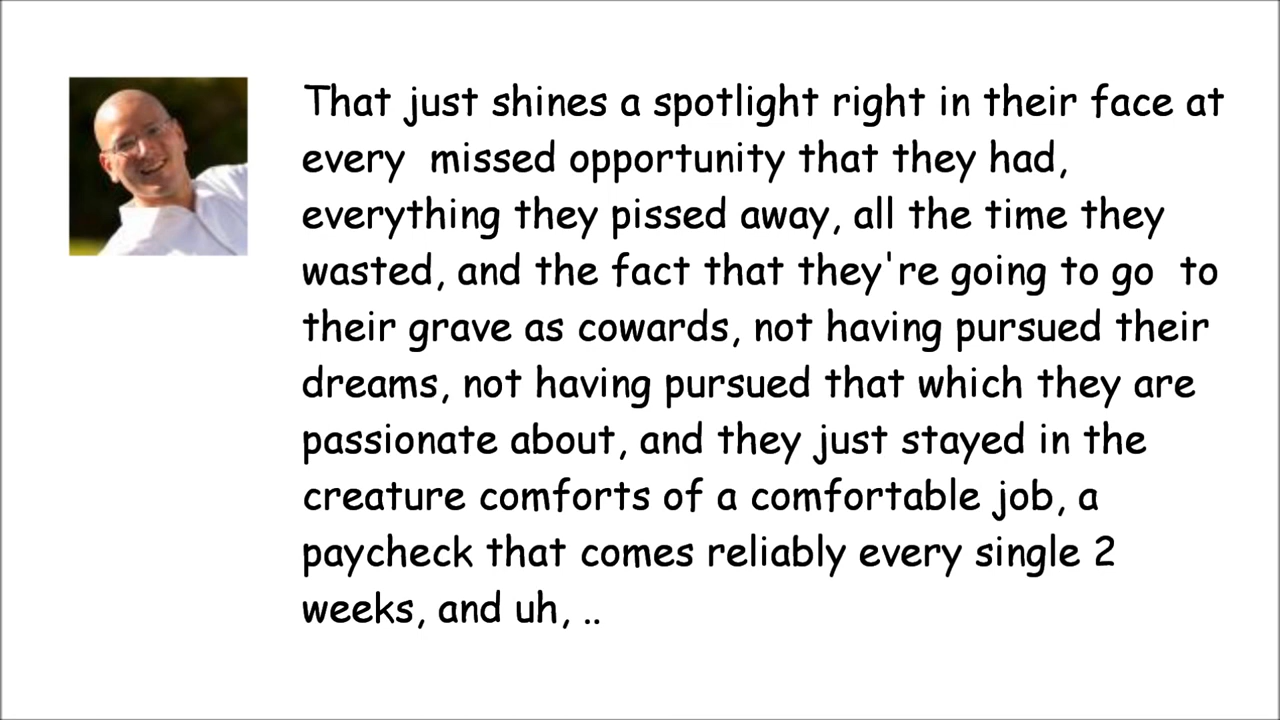 That just shines a spotlight right in their face at
every  missed opportunity that they had,
everything they pissed away, all the time they
wasted, and the fact that they're going to go  to
their grave as cowards, not having pursued their
dreams, not having pursued that which they are
passionate about, and they just stayed in the
creature comforts of a comfortable job, a
paycheck that comes reliably every single 2
weeks, and uh, ..